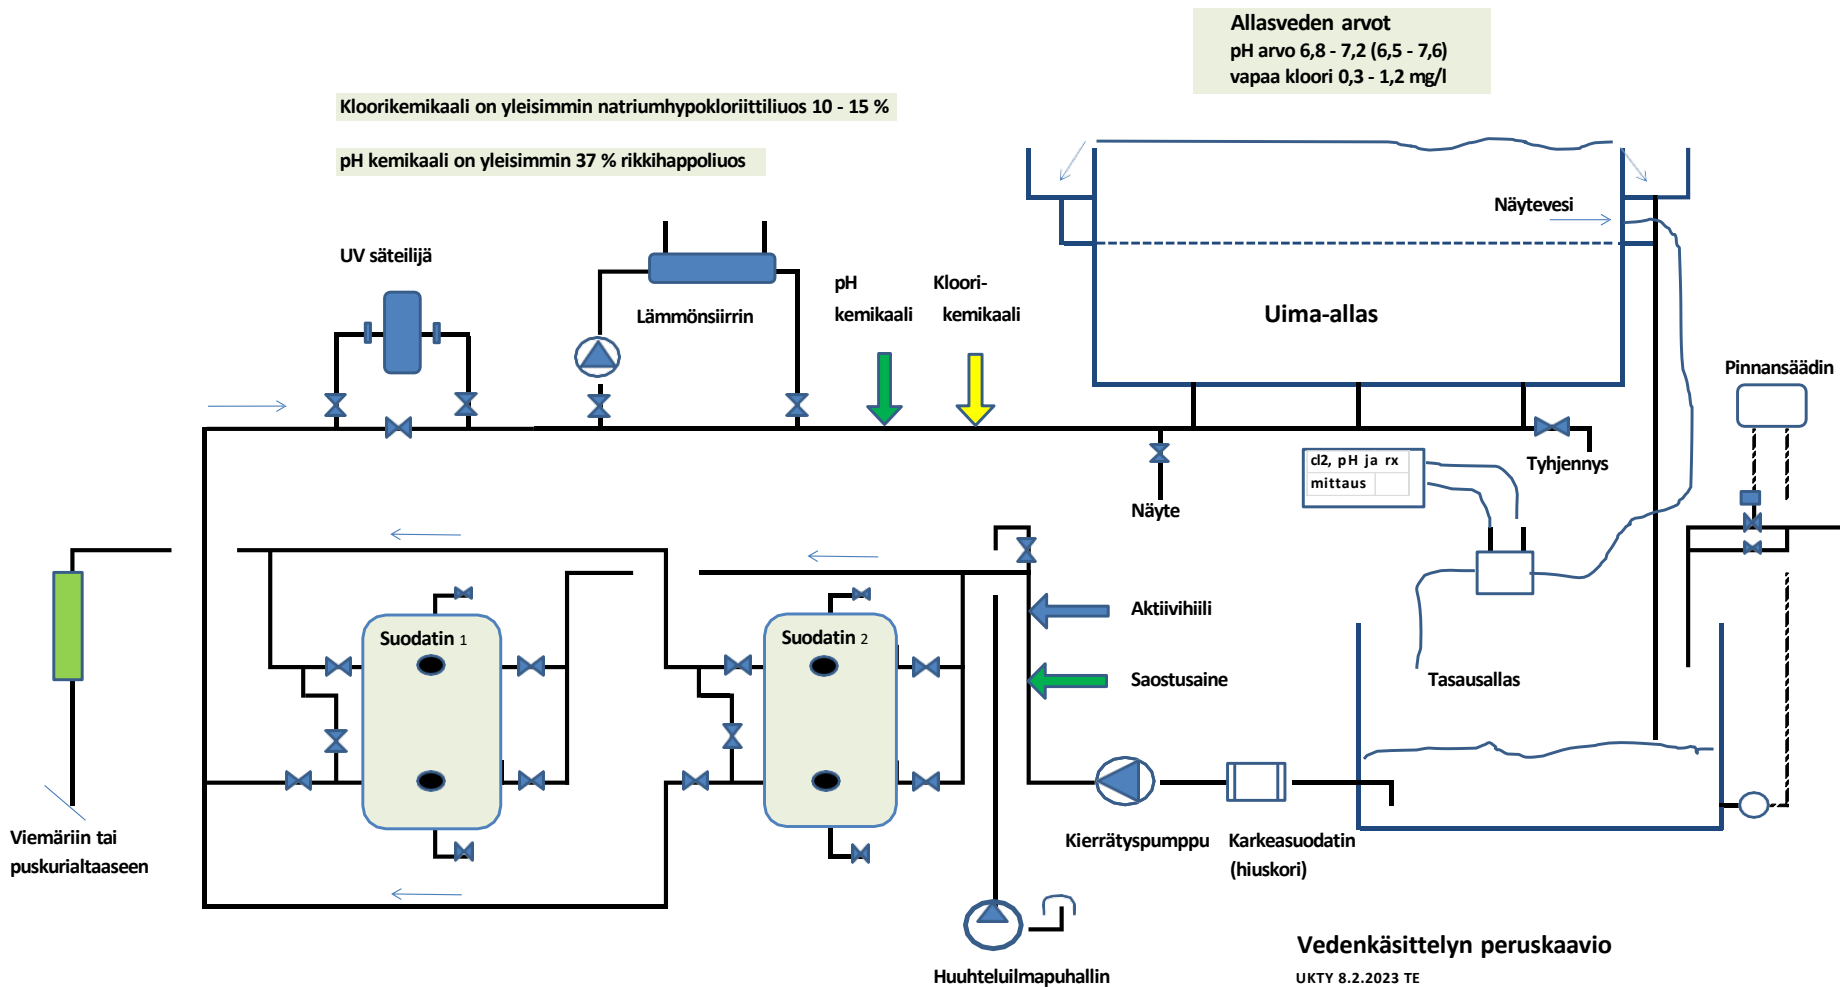 Allasveden arvot
pH arvo 6,8 - 7,2 (6,5 - 7,6)
vapaa kloori 0,3 - 1,2 mg/l
Kloorikemikaali on yleisimmin natriumhypokloriittiliuos 10 - 15 %
pH kemikaali on yleisimmin 37 % rikkihappoliuos
Näytevesi
UV säteilijä
Lämmönsiirrin
pH
kemikaali
Kloori-
kemikaali
Uima-allas
Pinnansäädin
cl2, pH ja rx
mittaus
Tyhjennys
Näyte
Suodatin 1
Suodatin 2
Aktiivihiili
Saostusaine
Tasausallas
Viemäriin tai
puskurialtaaseen
Kierrätyspumppu
Karkeasuodatin
(hiuskori)
Huuhteluilmapuhallin
Vedenkäsittelyn peruskaavio
UKTY 8.2.2023 TE